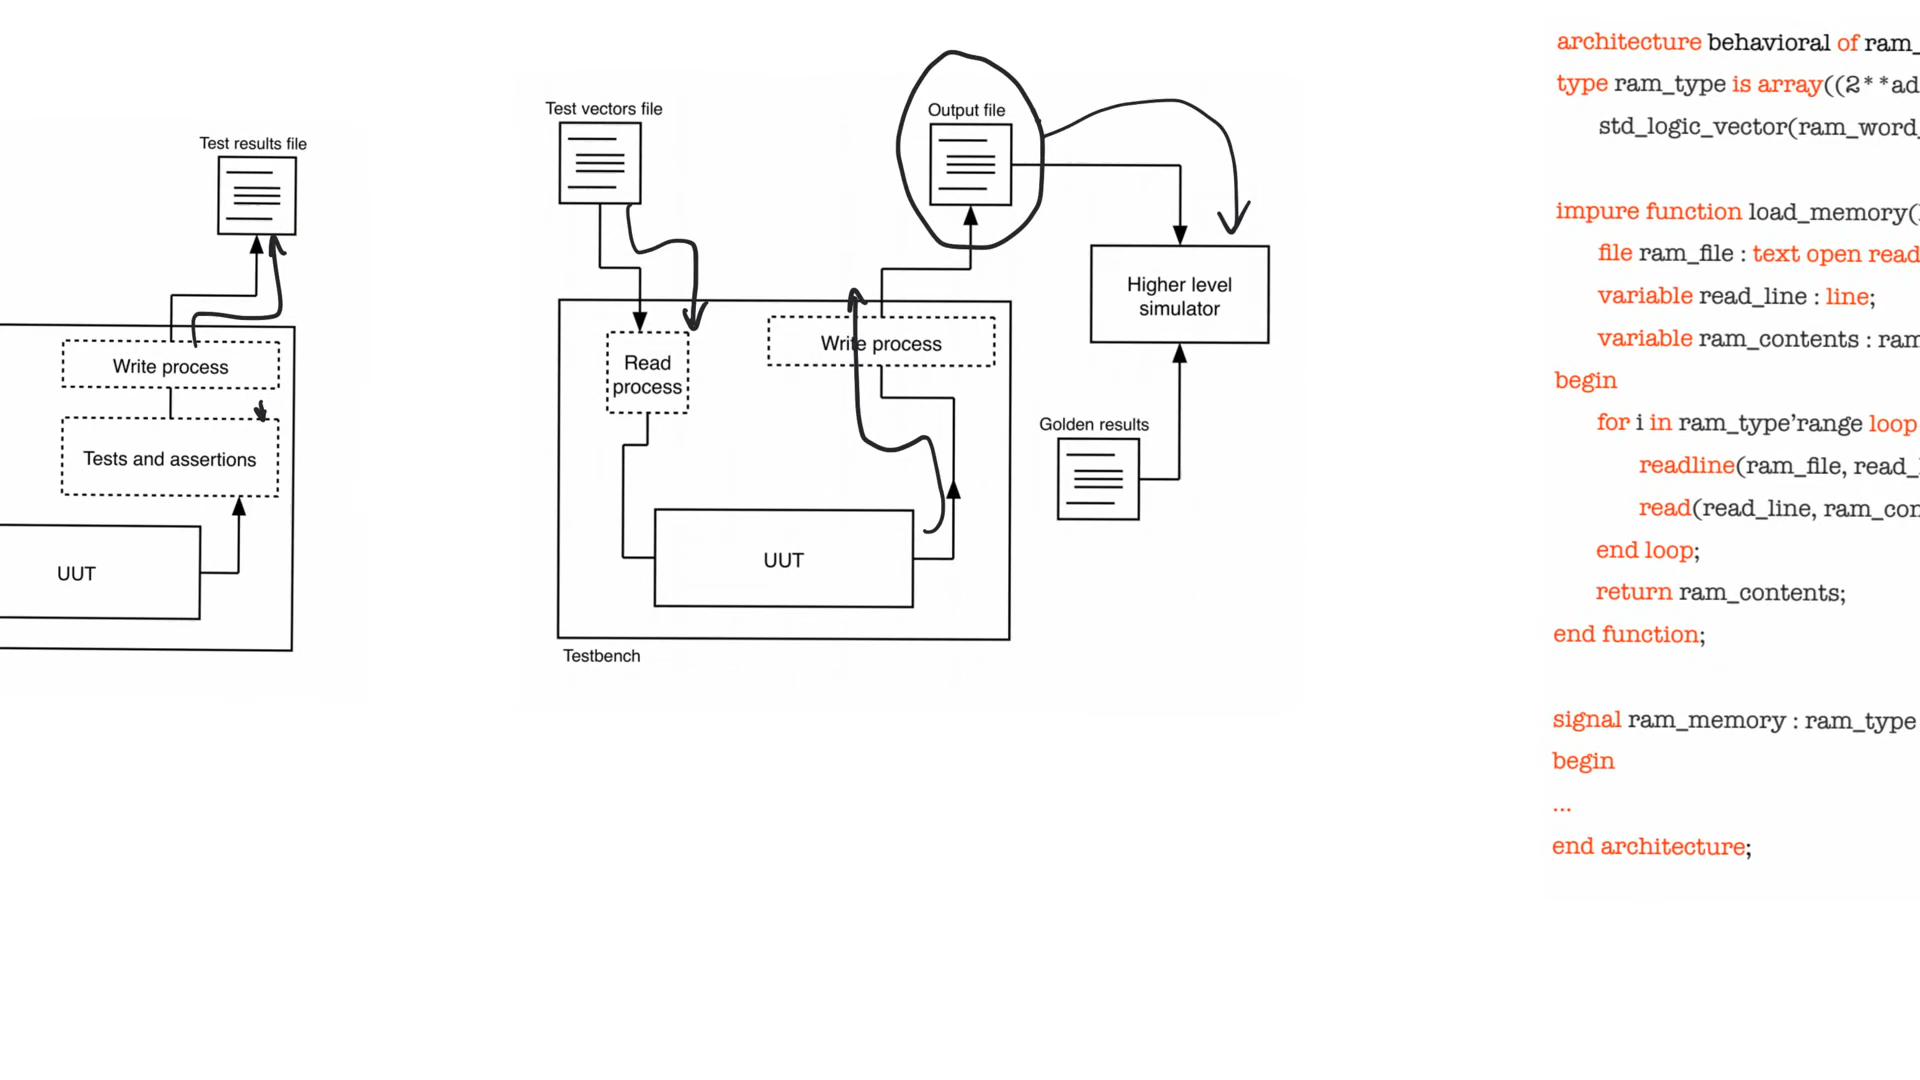 Test results file
Write process
Tests and assertions
UUT
Test vectors file
Output file
Read
process
Write process
Higher level
simulator
Golden results
UUT
Testbench
architecture behavioral of ram_
type ram_type is array((2**ad
std_logic_vector(ram_word_
impure function load_memory(
file ram_file : text open read
variable read_line : line;
variable ram_contents : ram
begin
for i in ram_type’range loop
readline(ram_file, read_
read(read_line, ram_con
end loop;
return ram_contents;
end function;
signal ram_memory : ram_type
begin
...
end architecture;